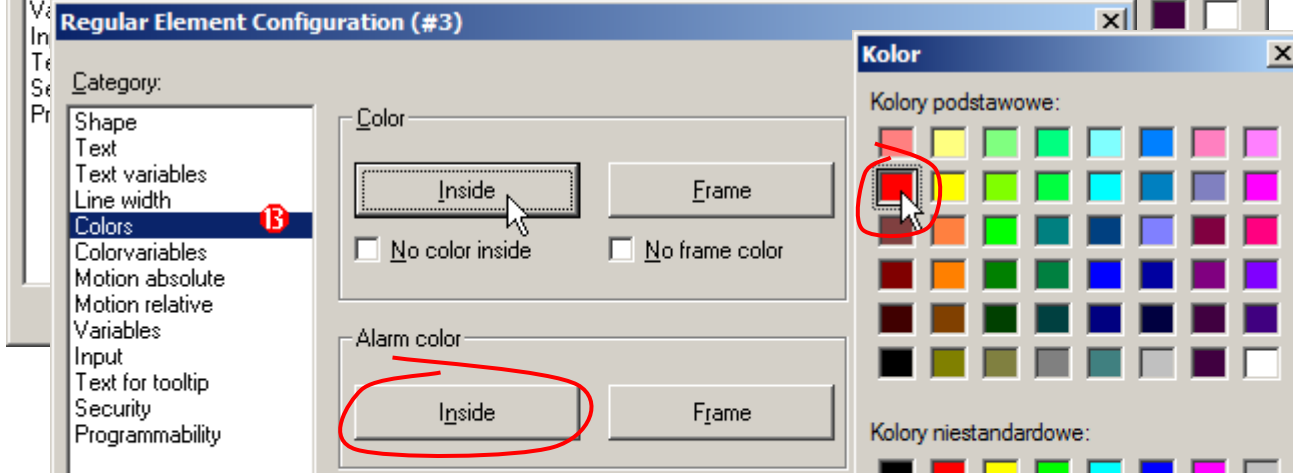 Regular Element Configuration (#3)
Category:
Shape
Text
Text variables
Line width
Colors
13
Colorvariables
Motion absolute
Motion relative
Variables
Input
Text for tooltip
Security
Programmability
Color
Inside
Frame
No color inside
No frame color
Alarm color
Inside
Frame
Kolor
Kolory podstawowe:
Kolory niestandardowe: